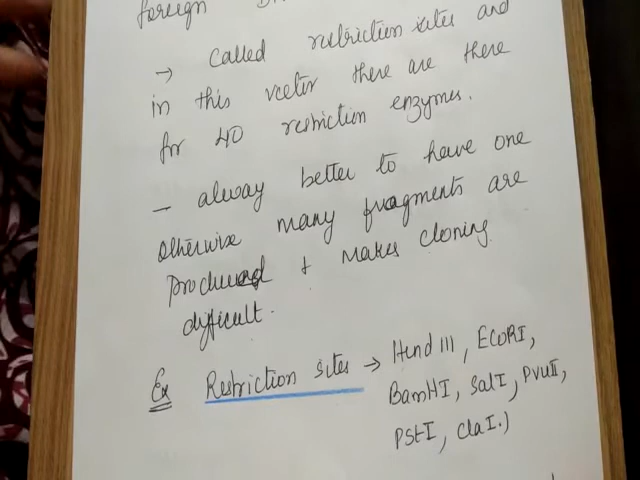 foreign
→ called restriction sites and
in this vector there are there
for 40 restriction enzymes.
— alway better to have one
otherwise many fragments are
produced + makes cloning
difficult.
Ex Restriction sites → Hind III, EcoRI,
BamHI, SalI, PvuII,
PstI, ClaI.)